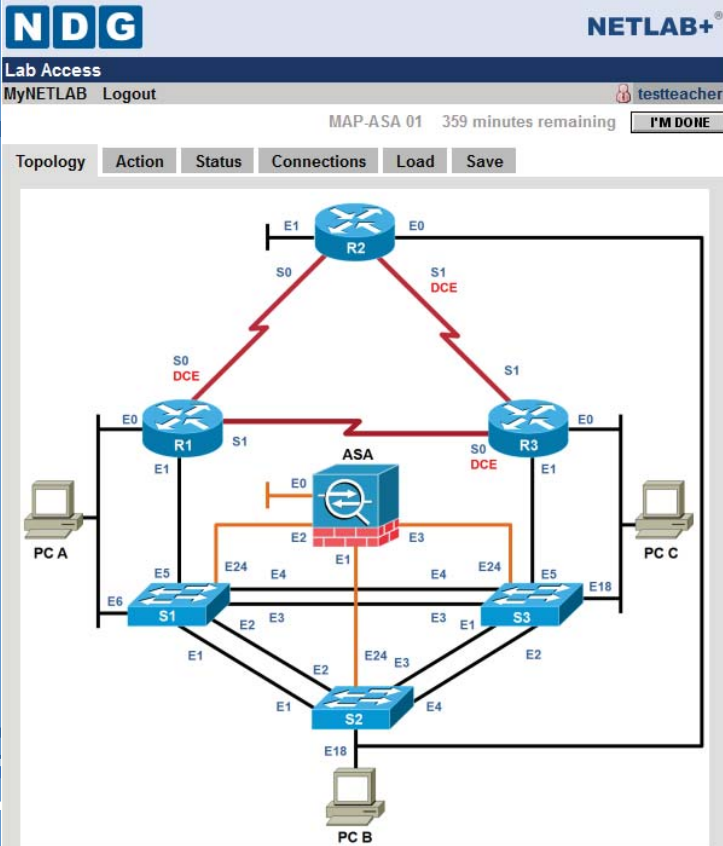 NDG
NETLAB+®
Lab Access
MyNETLAB Logout testteacher
MAP-ASA 01 359 minutes remaining I'M DONE
Topology Action Status Connections Load Save
E1 R2 E0
S0 S1
DCE
S0
DCE
S1
E0 R1 S1
E1
S0
DCE
R3 E0
E1
ASA
E0
E2 E1 E3
PC A
PC C
E24 E24
E5 E4 E4 E5
E6 S1 E3 E3 S3 E18
E2 E1
E1 E2
E2 E24 E3
E1 S2 E4
E18
PC B